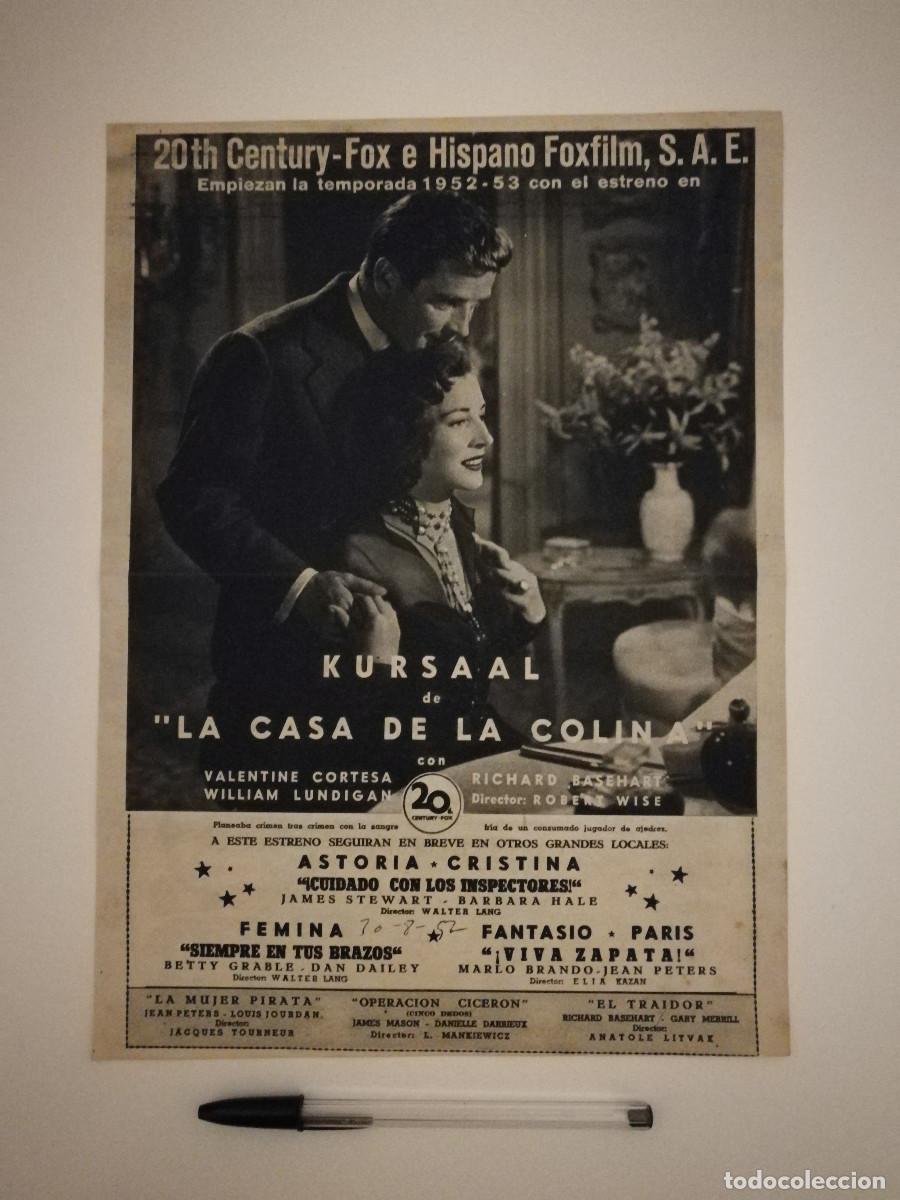 20th Century-Fox e Hispano Foxfilm, S. A. E.
Empiezan la temporada 1952-53 con el estreno en
KURSAAL
de
"LA CASA DE LA COLINA"
con
VALENTINE CORTESA
WILLIAM LUNDIGAN
RICHARD BASEHART
Director: ROBERT WISE
20th
CENTURY-FOX
Planeaba crimen tras crimen con la sangre fría de un consumado jugador de ajedrez.
A ESTE ESTRENO SEGUIRAN EN BREVE EN OTROS GRANDES LOCALES:
ASTORIA ★ CRISTINA
"¡CUIDADO CON LOS INSPECTORES!"
JAMES STEWART - BARBARA HALE
Director: WALTER LANG
FEMINA
30-8-52
"SIEMPRE EN TUS BRAZOS"
BETTY GRABLE - DAN DAILEY
Director: WALTER LANG
FANTASIO ★ PARIS
"¡VIVA ZAPATA!"
MARLO BRANDO - JEAN PETERS
Director: ELIA KAZAN
"LA MUJER PIRATA"
JEAN PETERS - LOUIS JOURDAN
Director:
JACQUES TOURNEUR
"OPERACION CICERON"
(CINCO DEDOS)
JAMES MASON - DANIELLE DARRIEUX
Director: L. MANKIEWICZ
"EL TRAIDOR"
RICHARD BASEHART - GARY MERRILL
Director:
ANATOLE LITVAK
todocoleccion